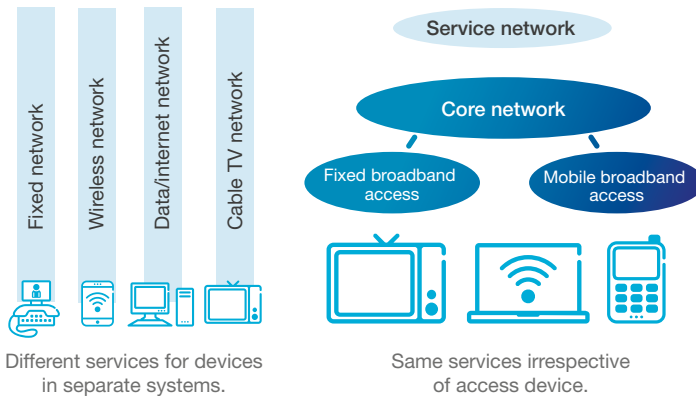 Fixed network
Wireless network
Data/internet network
Cable TV network
Different services for devices
in separate systems.
Service network
Core network
Fixed broadband
access
Mobile broadband
access
Same services irrespective
of access device.